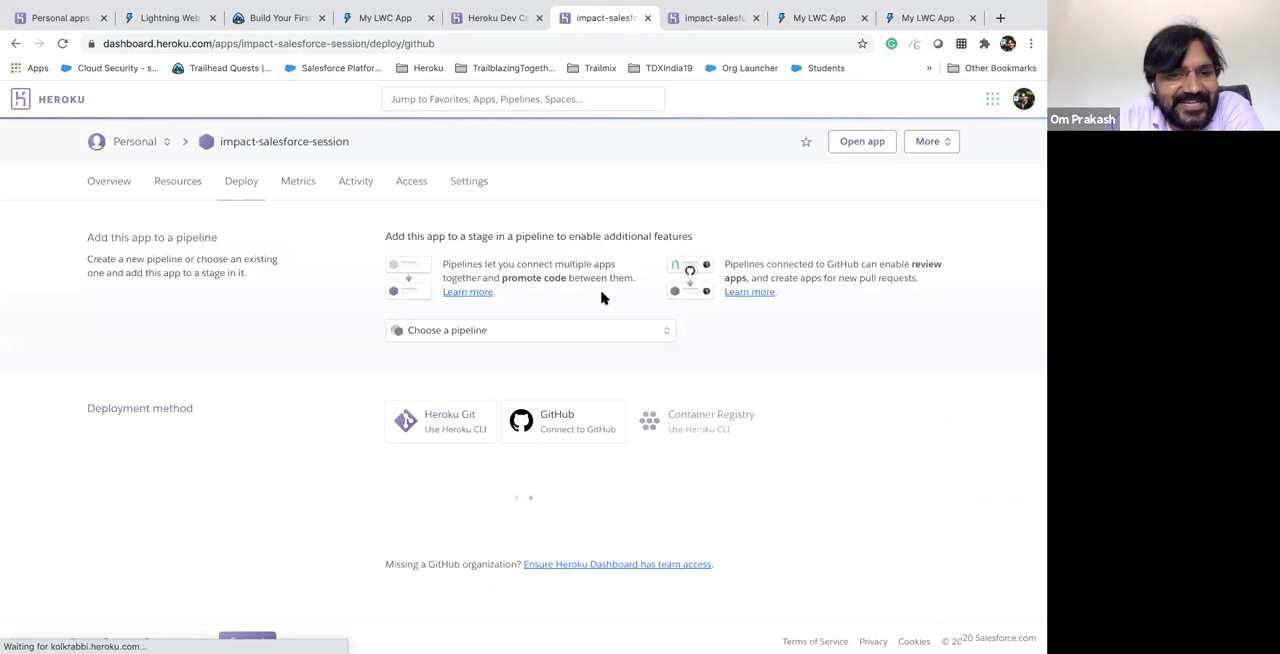 Personal apps
Lightning Web
Build Your Firs
My LWC App
Heroku Dev C
impact-salesfo
impact-salesfo
My LWC App
My LWC App
dashboard.heroku.com/apps/impact-salesforce-session/deploy/github
Apps
Cloud Security - s...
Trailhead Quests |...
Salesforce Platfor...
Heroku
TrailblazingTogeth...
Trailmix
TDXIndia19
Org Launcher
Students
»
Other Bookmarks
HEROKU
Jump to Favorites, Apps, Pipelines, Spaces...
Om Prakash
Personal
impact-salesforce-session
Open app
More
Overview
Resources
Deploy
Metrics
Activity
Access
Settings
Add this app to a pipeline
Create a new pipeline or choose an existing
one and add this app to a stage in it.
Add this app to a stage in a pipeline to enable additional features
Pipelines let you connect multiple apps
together and promote code between them.
Learn more.
Pipelines connected to GitHub can enable review
apps, and create apps for new pull requests.
Learn more.
Choose a pipeline
Deployment method
Heroku Git
Use Heroku CLI
GitHub
Connect to GitHub
Container Registry
Use Heroku CLI
Missing a GitHub organization? Ensure Heroku Dashboard has team access.
Waiting for kolkrabbi.heroku.com...
Terms of Service
Privacy
Cookies
© 2020 Salesforce.com